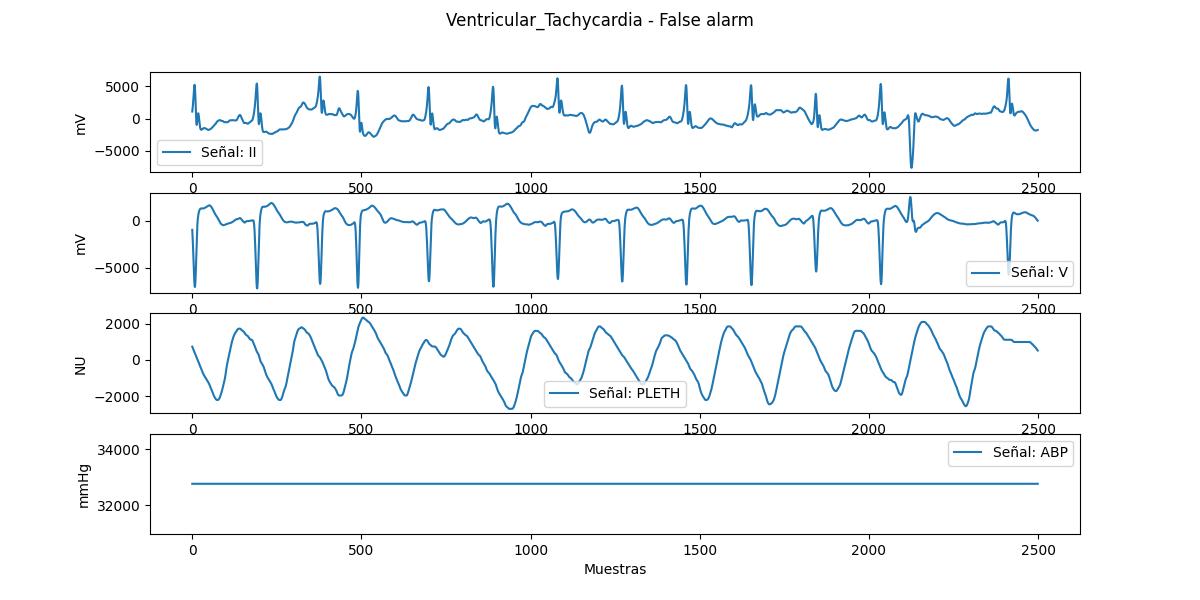 Ventricular_Tachycardia - False alarm
5000
0
−5000
mV
Señal: II
0 500 1000 1500 2000 2500
0
−5000
mV
Señal: V
0 500 1000 1500 2000 2500
2000
0
−2000
NU
Señal: PLETH
0 500 1000 1500 2000 2500
34000
32000
mmHg
Señal: ABP
0 500 1000 1500 2000 2500
Muestras